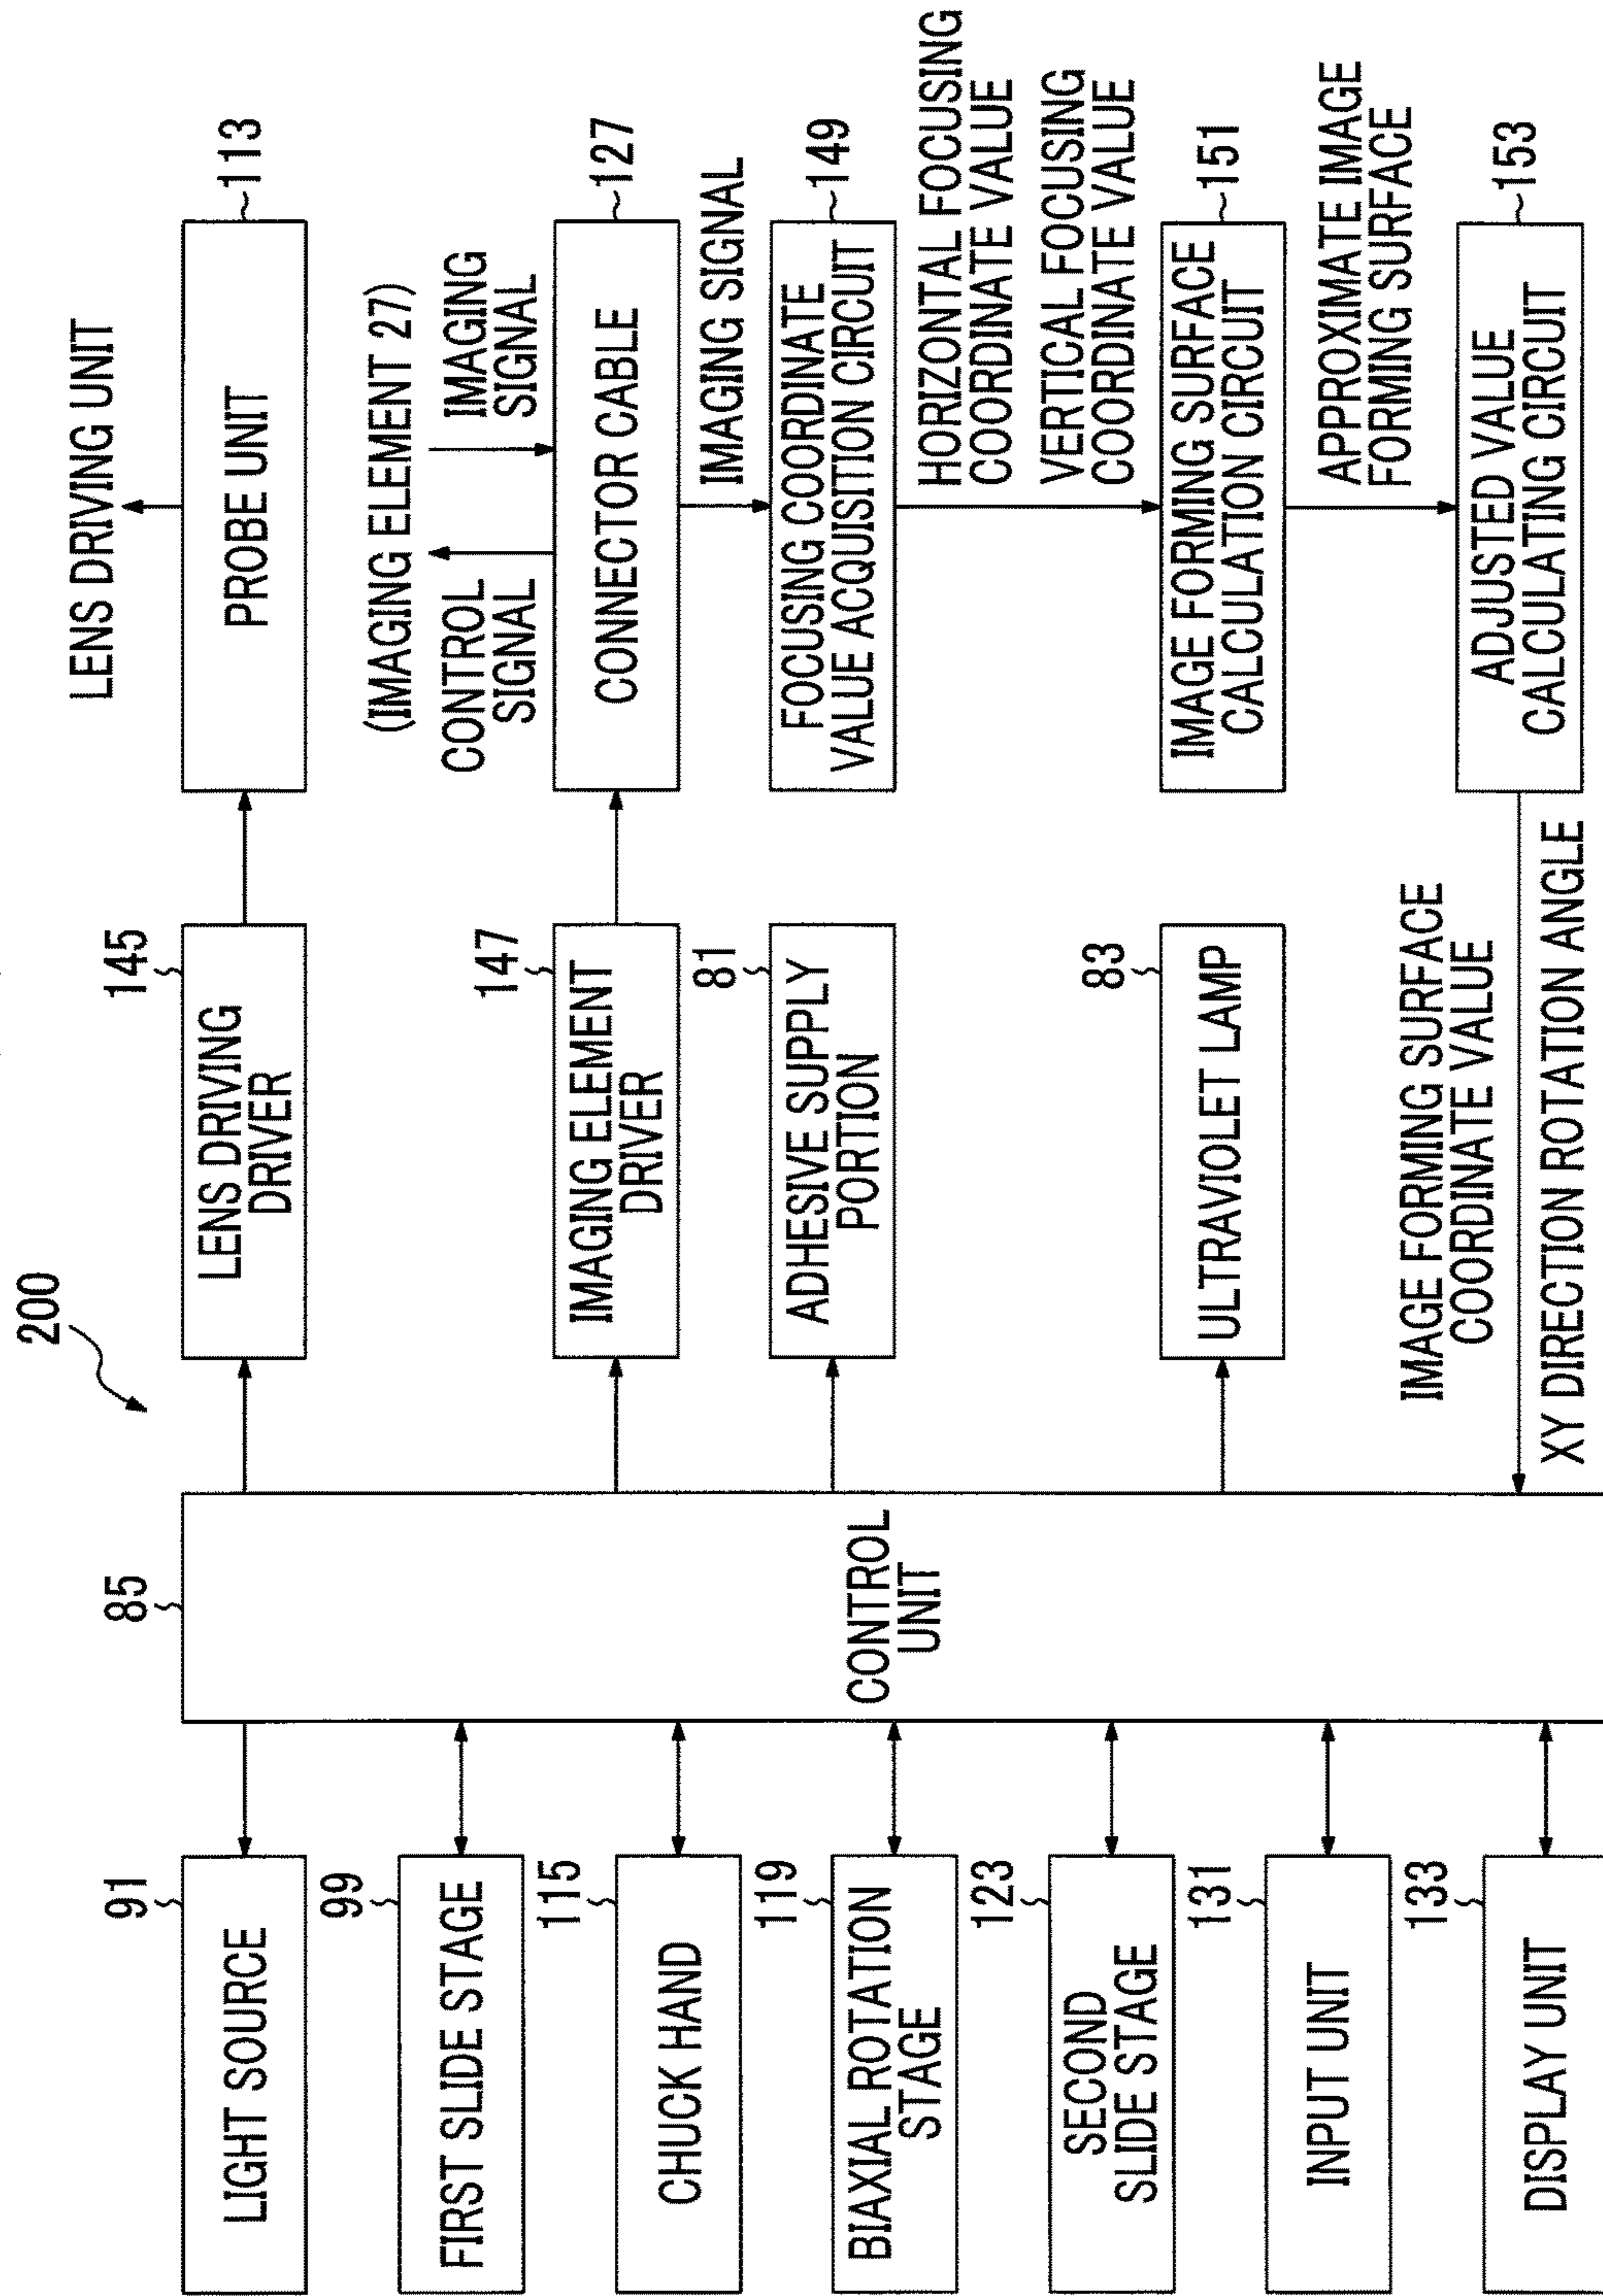 200
85
91
LIGHT SOURCE
99
FIRST SLIDE STAGE
115
CHUCK HAND
119
BIAXIAL ROTATION
STAGE
123
SECOND
SLIDE STAGE
131
INPUT UNIT
133
DISPLAY UNIT
CONTROL
UNIT
145
LENS DRIVING
DRIVER
147
IMAGING ELEMENT
DRIVER
81
ADHESIVE SUPPLY
PORTION
83
ULTRAVIOLET LAMP
IMAGE FORMING SURFACE
COORDINATE VALUE
XY DIRECTION ROTATION ANGLE
LENS DRIVING UNIT
PROBE UNIT
113
(IMAGING ELEMENT 27)
CONTROL
SIGNAL
IMAGING
SIGNAL
CONNECTOR CABLE
127
IMAGING SIGNAL
FOCUSING COORDINATE
VALUE ACQUISITION CIRCUIT
149
HORIZONTAL FOCUSING
COORDINATE VALUE
VERTICAL FOCUSING
COORDINATE VALUE
IMAGE FORMING SURFACE
CALCULATION CIRCUIT
151
APPROXIMATE IMAGE
FORMING SURFACE
ADJUSTED VALUE
CALCULATING CIRCUIT
153